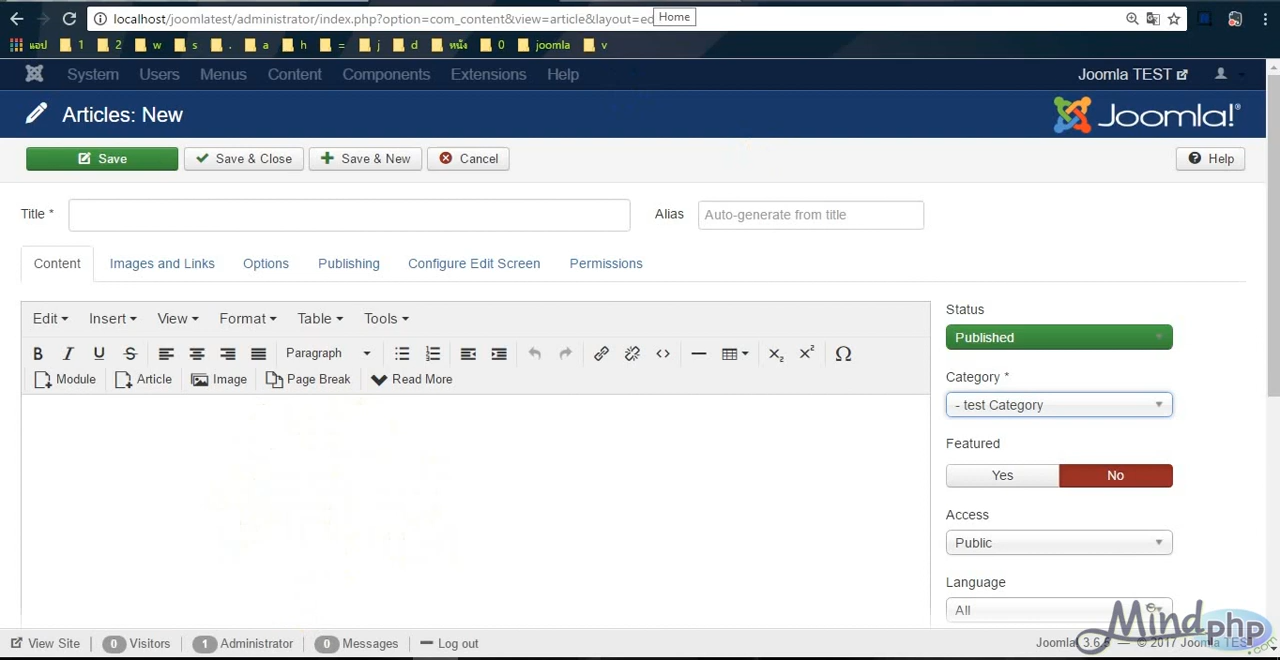 localhost/joomlatest/administrator/index.php?option=com_content&view=article&layout=ed
Home
แอป 1 2 w s . a h = j d หนัง 0 joomla v
System Users Menus Content Components Extensions Help Joomla TEST
Articles: New Joomla!®
Save Save & Close Save & New Cancel Help
Title * Alias Auto-generate from title
Content Images and Links Options Publishing Configure Edit Screen Permissions
Edit Insert View Format Table Tools
B I U S Paragraph X₂ X² Ω
Module Article Image Page Break Read More
Status
Published
Category *
- test Category
Featured
Yes No
Access
Public
Language
All
Mindphp.com
View Site 0 Visitors 1 Administrator 0 Messages Log out Joomla! 3.6.5 — © 2017 Joomla TEST